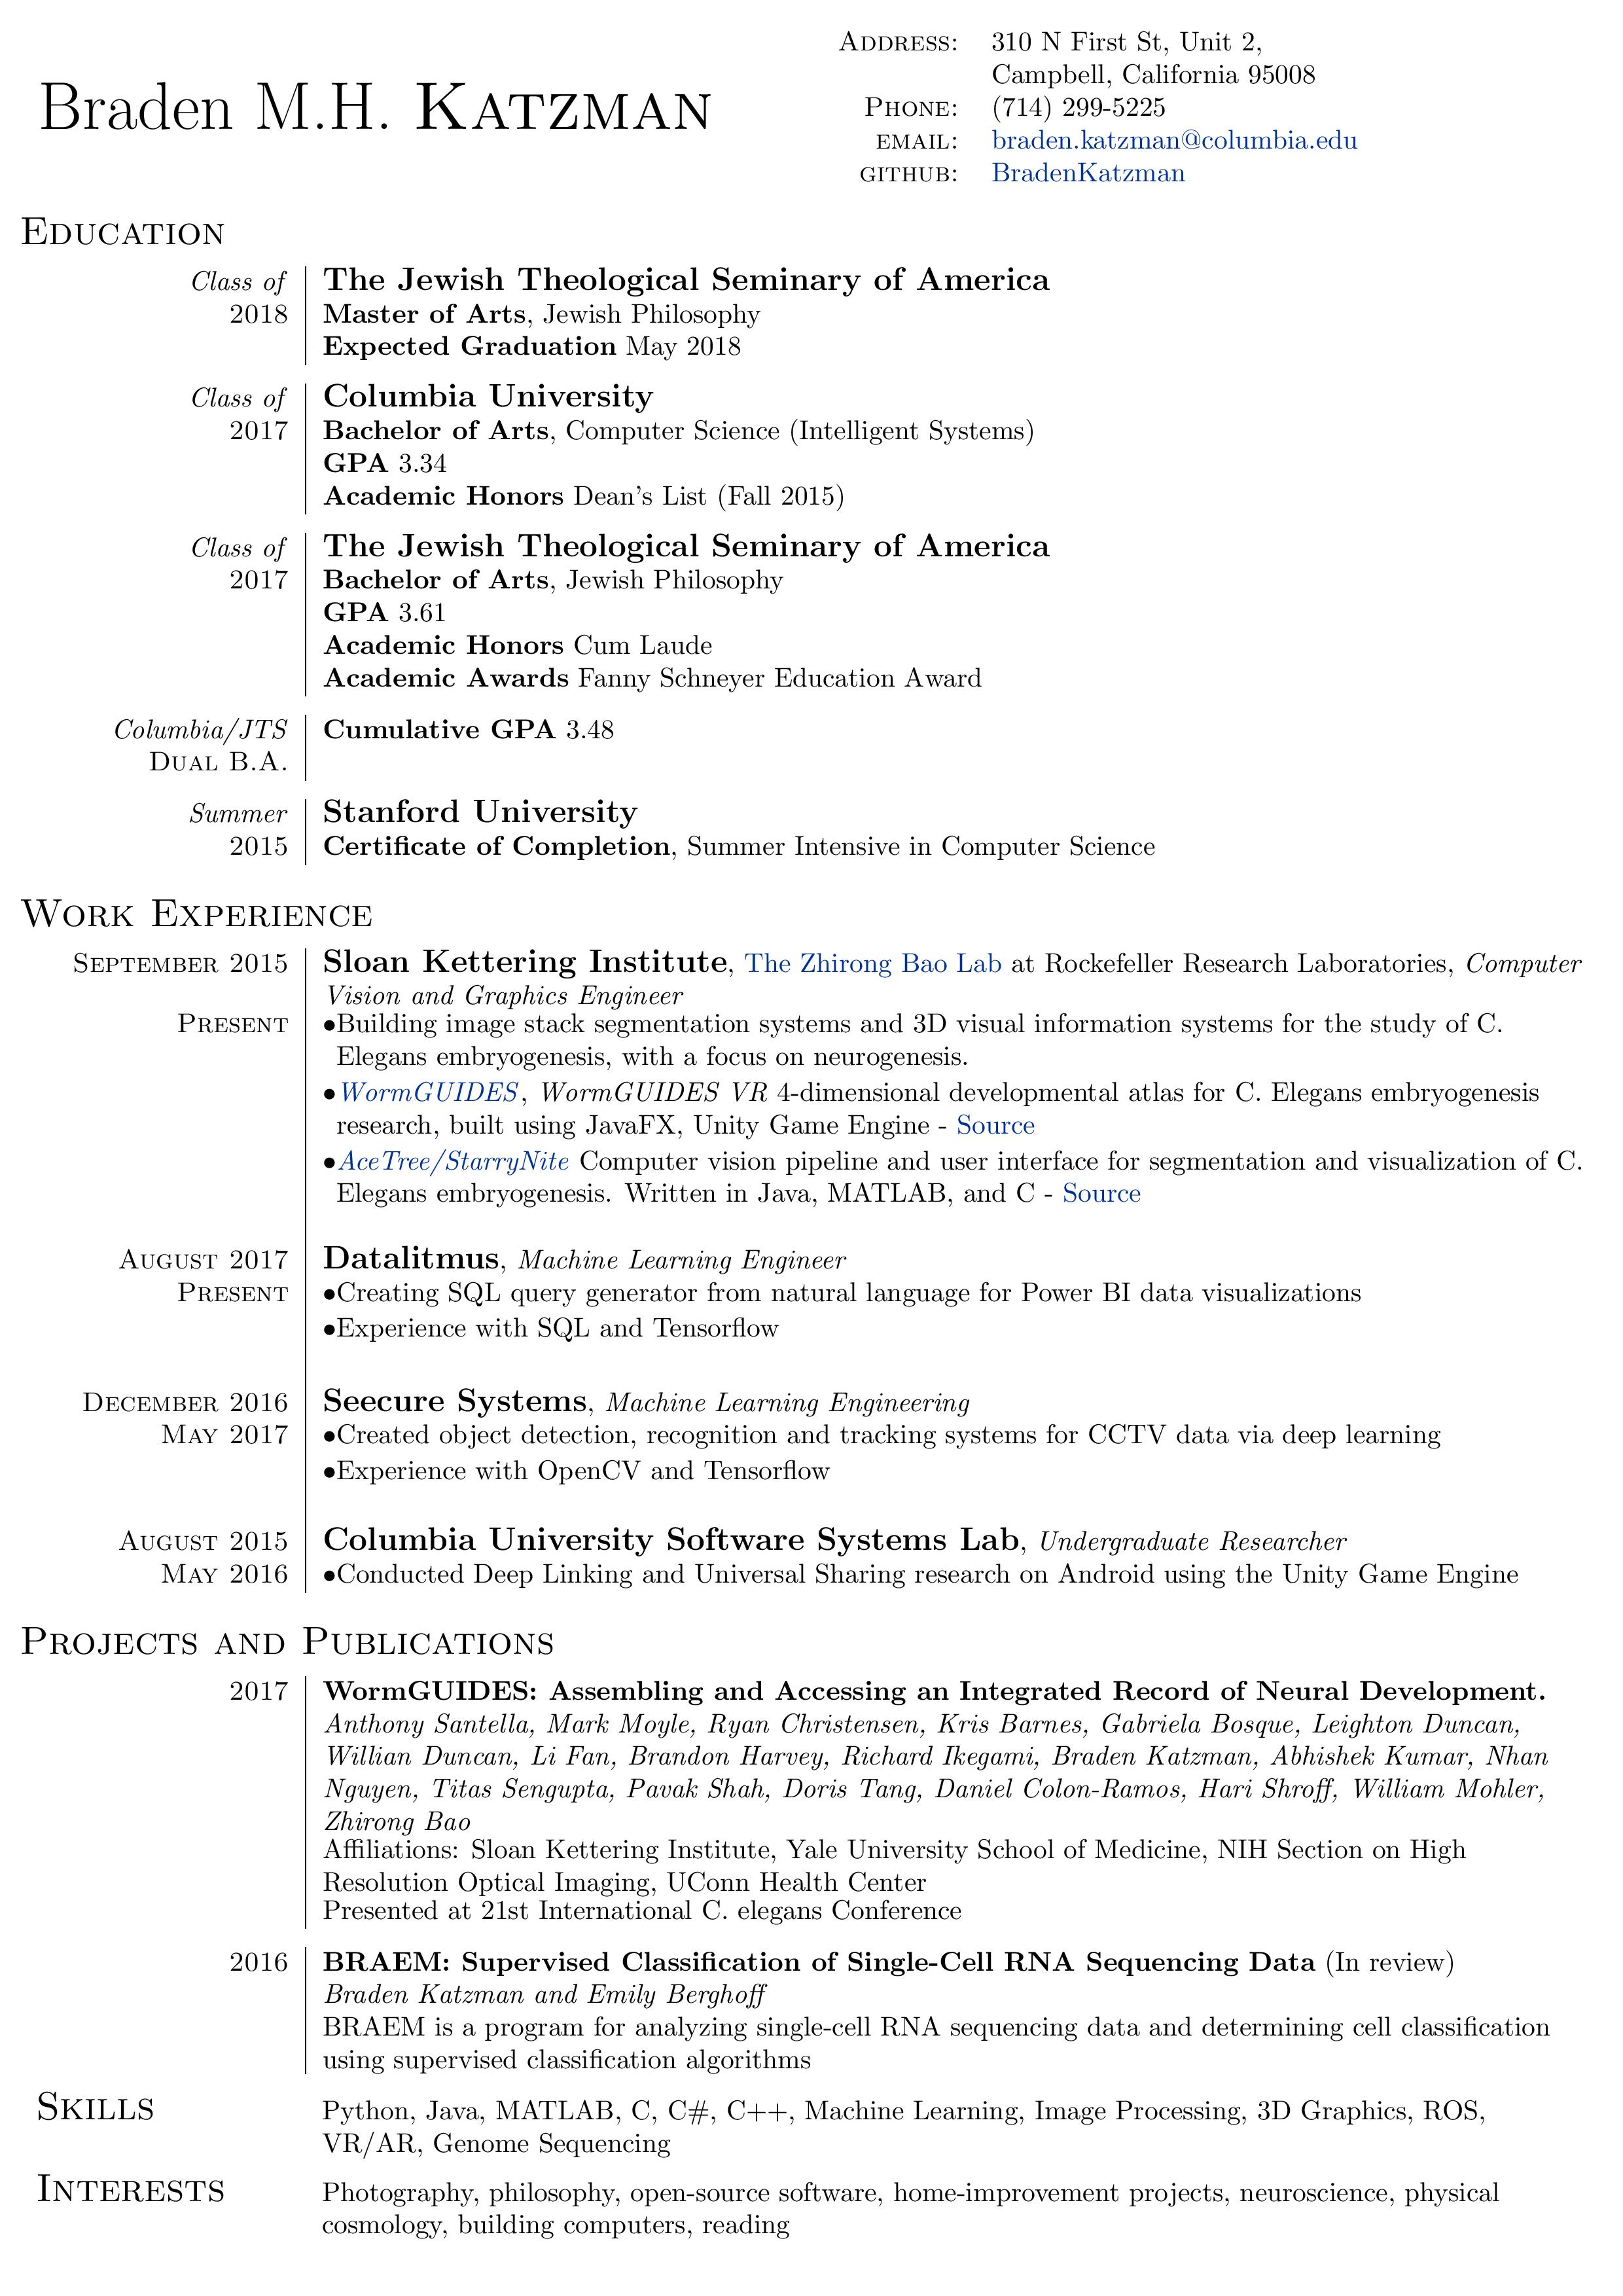 Braden M.H. KATZMAN
ADDRESS: 310 N First St, Unit 2,
Campbell, California 95008
PHONE: (714) 299-5225
EMAIL: braden.katzman@columbia.edu
GITHUB: BradenKatzman
EDUCATION
Class of The Jewish Theological Seminary of America
2018 Master of Arts, Jewish Philosophy
Expected Graduation May 2018
Class of Columbia University
2017 Bachelor of Arts, Computer Science (Intelligent Systems)
GPA 3.34
Academic Honors Dean's List (Fall 2015)
Class of The Jewish Theological Seminary of America
2017 Bachelor of Arts, Jewish Philosophy
GPA 3.61
Academic Honors Cum Laude
Academic Awards Fanny Schneyer Education Award
Columbia/JTS Cumulative GPA 3.48
DUAL B.A.
Summer Stanford University
2015 Certificate of Completion, Summer Intensive in Computer Science
WORK EXPERIENCE
SEPTEMBER 2015 Sloan Kettering Institute, The Zhirong Bao Lab at Rockefeller Research Laboratories, Computer
Vision and Graphics Engineer
PRESENT •Building image stack segmentation systems and 3D visual information systems for the study of C.
Elegans embryogenesis, with a focus on neurogenesis.
•WormGUIDES, WormGUIDES VR 4-dimensional developmental atlas for C. Elegans embryogenesis
research, built using JavaFX, Unity Game Engine - Source
•AceTree/StarryNite Computer vision pipeline and user interface for segmentation and visualization of C.
Elegans embryogenesis. Written in Java, MATLAB, and C - Source
AUGUST 2017 Datalitmus, Machine Learning Engineer
PRESENT •Creating SQL query generator from natural language for Power BI data visualizations
•Experience with SQL and Tensorflow
DECEMBER 2016 Seecure Systems, Machine Learning Engineering
MAY 2017 •Created object detection, recognition and tracking systems for CCTV data via deep learning
•Experience with OpenCV and Tensorflow
AUGUST 2015 Columbia University Software Systems Lab, Undergraduate Researcher
MAY 2016 •Conducted Deep Linking and Universal Sharing research on Android using the Unity Game Engine
PROJECTS AND PUBLICATIONS
2017 WormGUIDES: Assembling and Accessing an Integrated Record of Neural Development.
Anthony Santella, Mark Moyle, Ryan Christensen, Kris Barnes, Gabriela Bosque, Leighton Duncan,
Willian Duncan, Li Fan, Brandon Harvey, Richard Ikegami, Braden Katzman, Abhishek Kumar, Nhan
Nguyen, Titas Sengupta, Pavak Shah, Doris Tang, Daniel Colon-Ramos, Hari Shroff, William Mohler,
Zhirong Bao
Affiliations: Sloan Kettering Institute, Yale University School of Medicine, NIH Section on High
Resolution Optical Imaging, UConn Health Center
Presented at 21st International C. elegans Conference
2016 BRAEM: Supervised Classification of Single-Cell RNA Sequencing Data (In review)
Braden Katzman and Emily Berghoff
BRAEM is a program for analyzing single-cell RNA sequencing data and determining cell classification
using supervised classification algorithms
SKILLS Python, Java, MATLAB, C, C#, C++, Machine Learning, Image Processing, 3D Graphics, ROS,
VR/AR, Genome Sequencing
INTERESTS Photography, philosophy, open-source software, home-improvement projects, neuroscience, physical
cosmology, building computers, reading